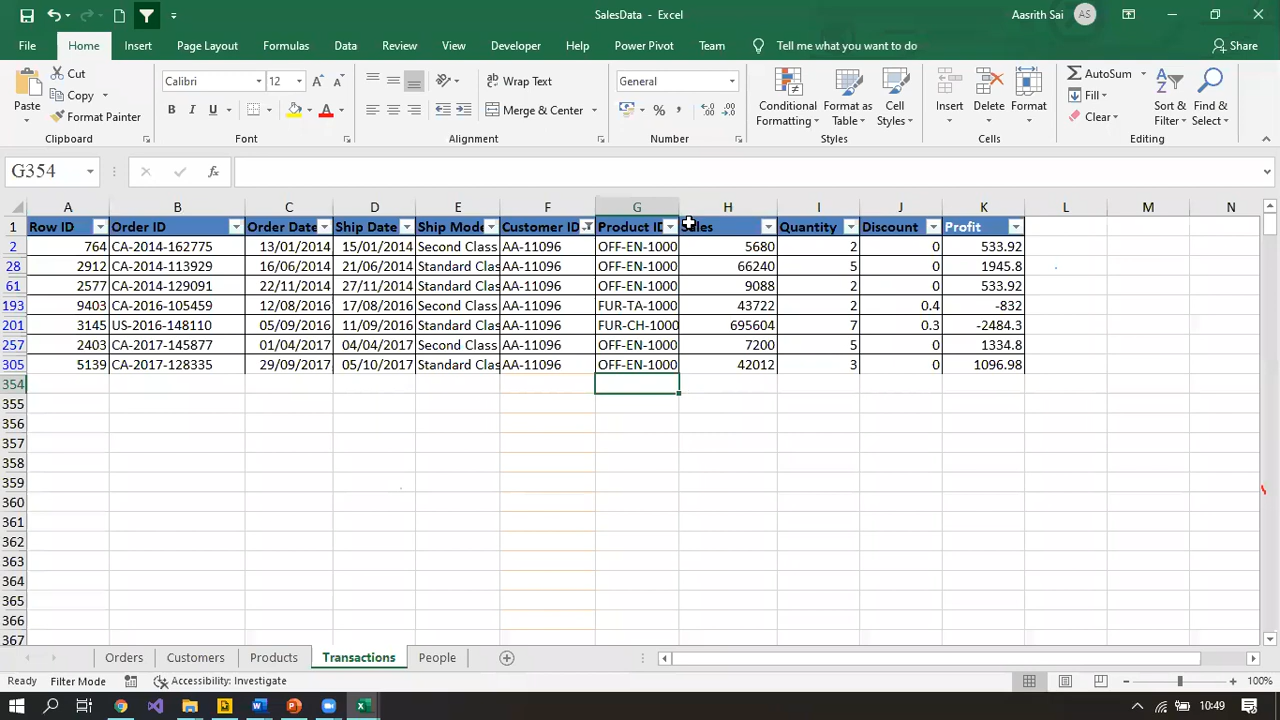 SalesData - Excel
Aasrith Sai
AS
File Home Insert Page Layout Formulas Data Review View Developer Help Power Pivot Team Tell me what you want to do Share
Paste
Cut
Copy
Format Painter
Clipboard
Calibri 12
B I U
Font
Wrap Text
Merge & Center
Alignment
General
Number
Conditional Formatting
Format as Table
Cell Styles
Styles
Insert
Delete
Format
Cells
AutoSum
Fill
Clear
Sort & Filter
Find & Select
Editing
G354
fx
A B C D E F G H I J K L M N
1 Row ID Order ID Order Date Ship Date Ship Mode Customer ID Product ID Sales Quantity Discount Profit
2 764 CA-2014-162775 13/01/2014 15/01/2014 Second Class AA-11096 OFF-EN-1000 5680 2 0 533.92
28 2912 CA-2014-113929 16/06/2014 21/06/2014 Standard Clas AA-11096 OFF-EN-1000 66240 5 0 1945.8
61 2577 CA-2014-129091 22/11/2014 27/11/2014 Standard Clas AA-11096 OFF-EN-1000 9088 2 0 533.92
193 9403 CA-2016-105459 12/08/2016 17/08/2016 Second Class AA-11096 FUR-TA-1000 43722 2 0.4 -832
201 3145 US-2016-148110 05/09/2016 11/09/2016 Standard Clas AA-11096 FUR-CH-1000 695604 7 0.3 -2484.3
257 2403 CA-2017-145877 01/04/2017 04/04/2017 Second Class AA-11096 OFF-EN-1000 7200 5 0 1334.8
305 5139 CA-2017-128335 29/09/2017 05/10/2017 Standard Clas AA-11096 OFF-EN-1000 42012 3 0 1096.98
354
355
356
357
358
359
360
361
362
363
364
365
366
367
Orders Customers Products Transactions People
Ready Filter Mode Accessibility: Investigate 100%
10:49